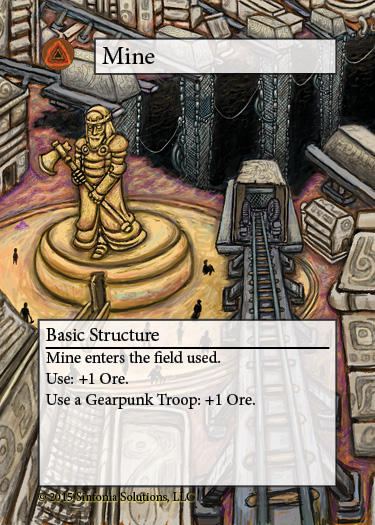 Mine
Basic Structure
Mine enters the field used.
Use: +1 Ore.
Use a Gearpunk Troop: +1 Ore.
© 2015 Sintonia Solutions, LLC